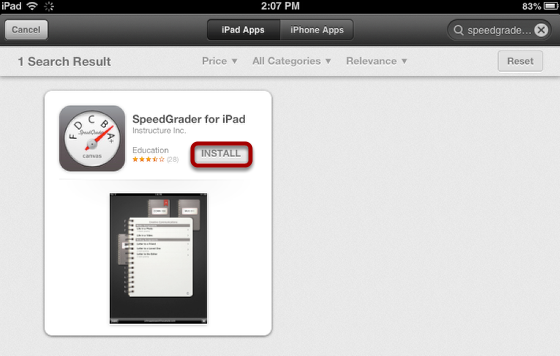 iPad 2:07 PM 83%
Cancel iPad Apps iPhone Apps speedgrade...
1 Search Result Price ▼ All Categories ▼ Relevance ▼ Reset
SpeedGrader for iPad
Instructure Inc.
Education
(28)
INSTALL
F D C B A
SpeedGrader
canvas